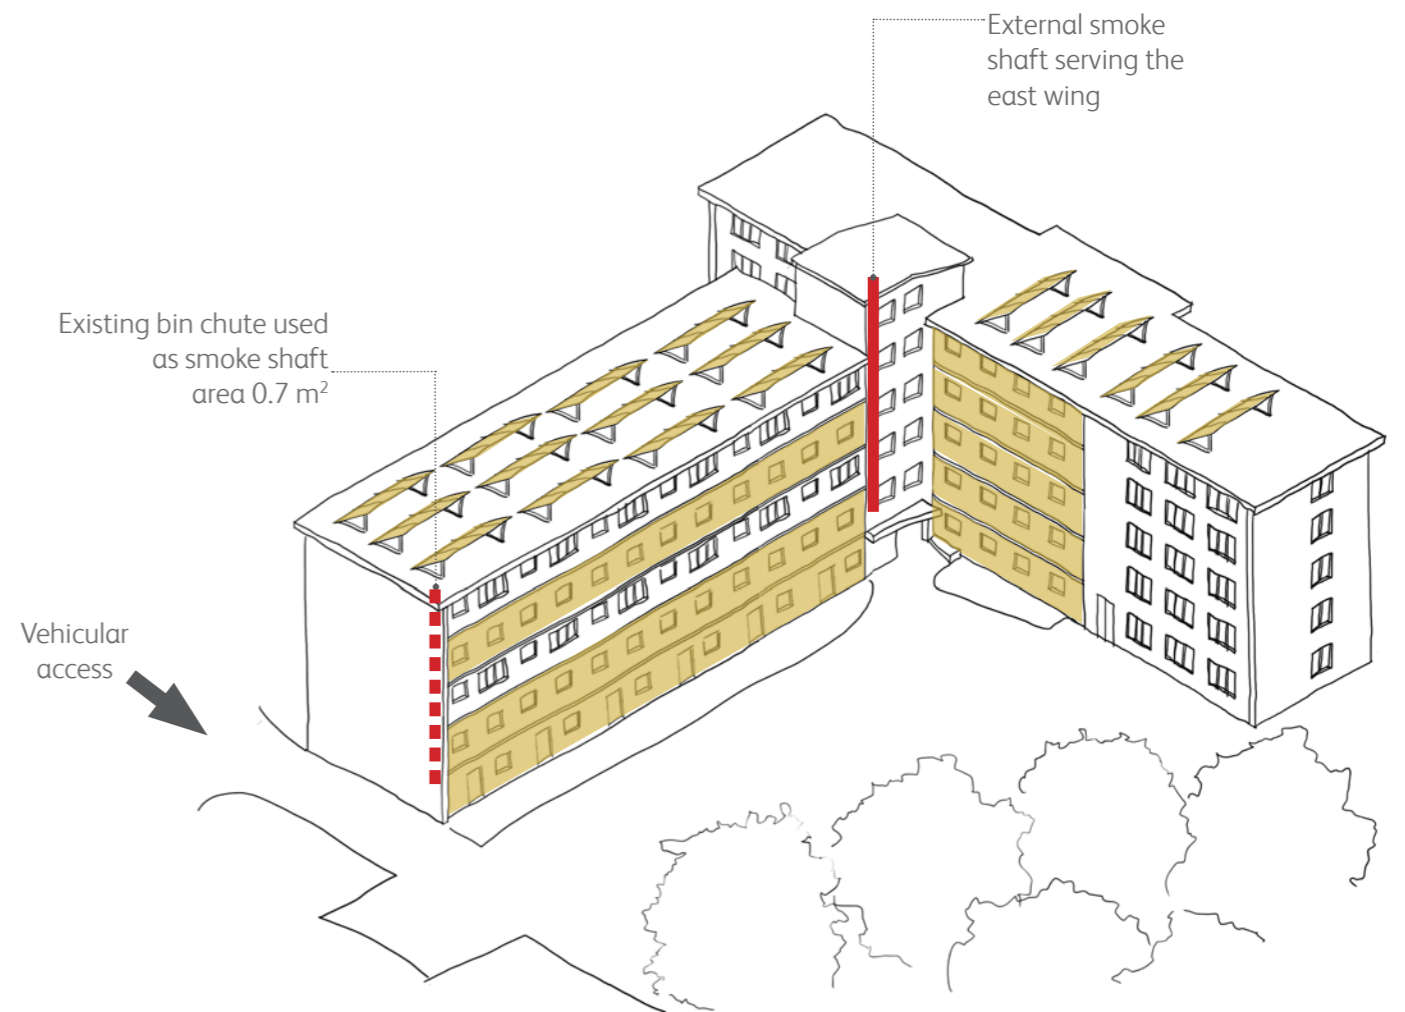 External smoke
shaft serving the
east wing
Existing bin chute used
as smoke shaft
area 0.7 m²
Vehicular
access